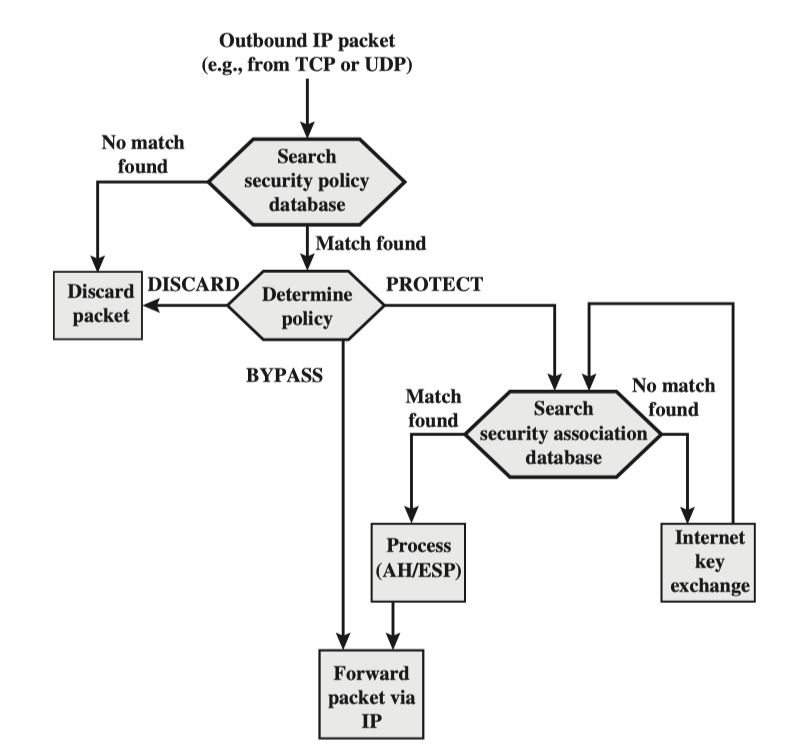 Outbound IP packet
(e.g., from TCP or UDP)
No match
found
Search
security policy
database
Match found
Discard
packet
DISCARD
Determine
policy
PROTECT
BYPASS
Match
found
Search
security association
database
No match
found
Process
(AH/ESP)
Internet
key
exchange
Forward
packet via
IP